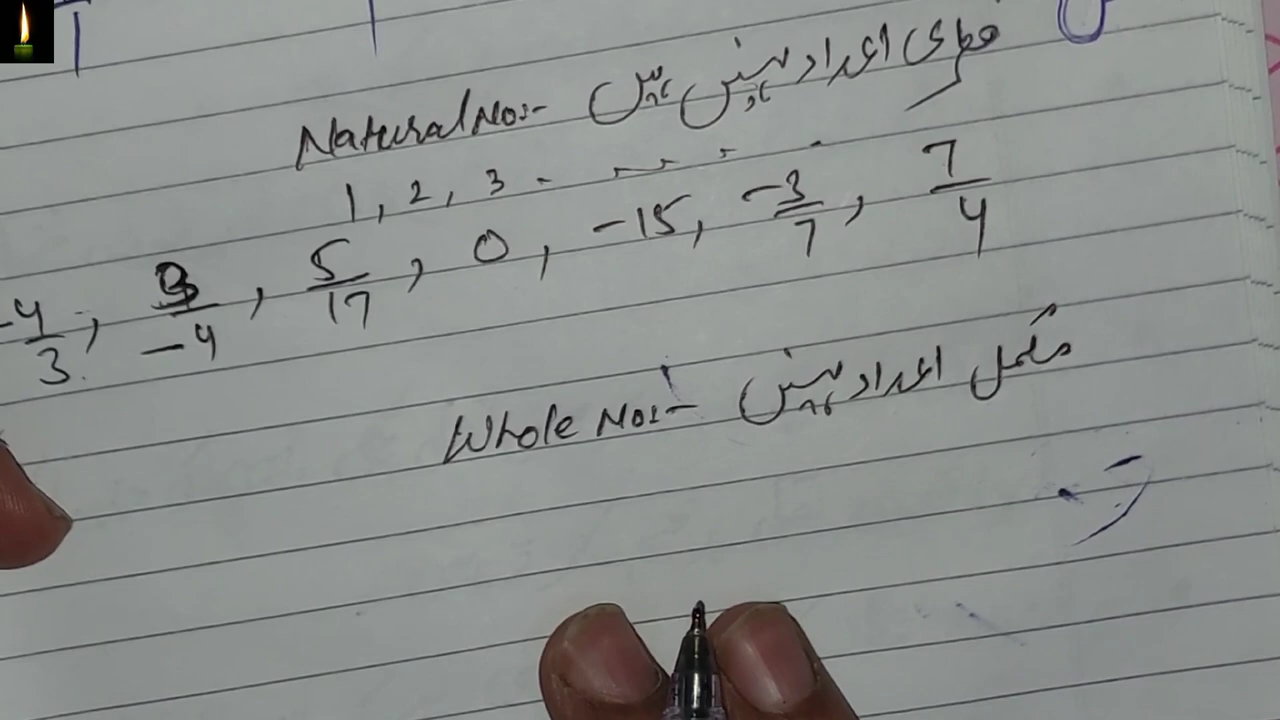 Natural Nos:- فطری اعداد نہیں ہیں
1, 2, 3 - - - - -
-4/3, 3/-4, 5/17, 0, -15, -3/7, 7/4
Whole Nos:- مکمل اعداد نہیں